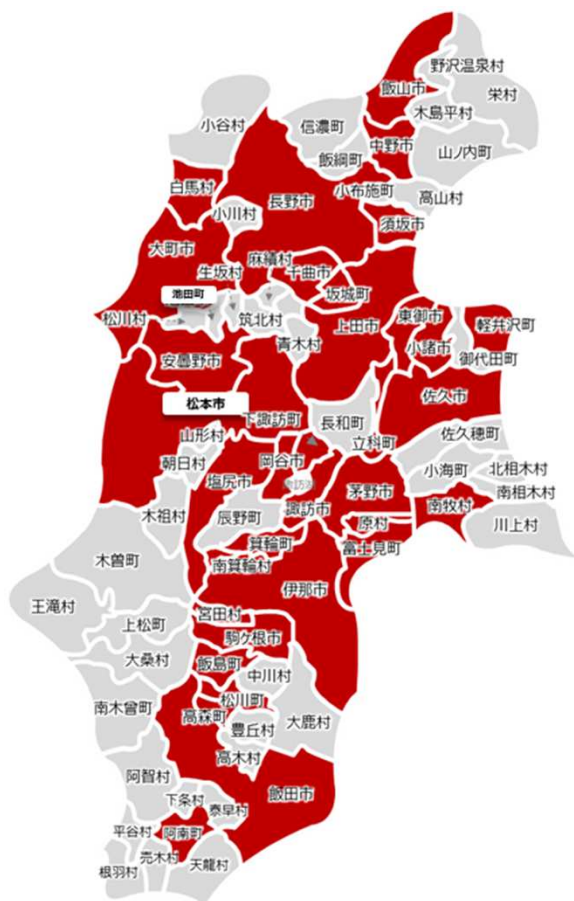 野沢温泉村
飯山市
栄村
木島平村
小谷村
信濃町
中野市
飯綱町
山ノ内町
白馬村
小布施町
高山村
長野市
小川村
須坂市
大町市
麻績村
生坂村
千曲市
池田町
坂城町
松川村
筑北村
上田市
東御市
軽井沢町
青木村
小諸市
御代田町
安曇野市
佐久市
松本市
下諏訪町
長和町
山形村
立科町
佐久穂町
朝日村
岡谷市
小海町
北相木村
塩尻市
諏訪湖
茅野市
南相木村
木祖村
辰野町
諏訪市
原村
南牧村
川上村
箕輪町
富士見町
木曽町
南箕輪村
伊那市
王滝村
宮田村
上松町
駒ケ根市
大桑村
飯島町
中川村
南木曽町
松川町
高森町
大鹿村
豊丘村
高木村
阿智村
下条村
飯田市
泰早村
平谷村
阿南町
売木村
天龍村
根羽村